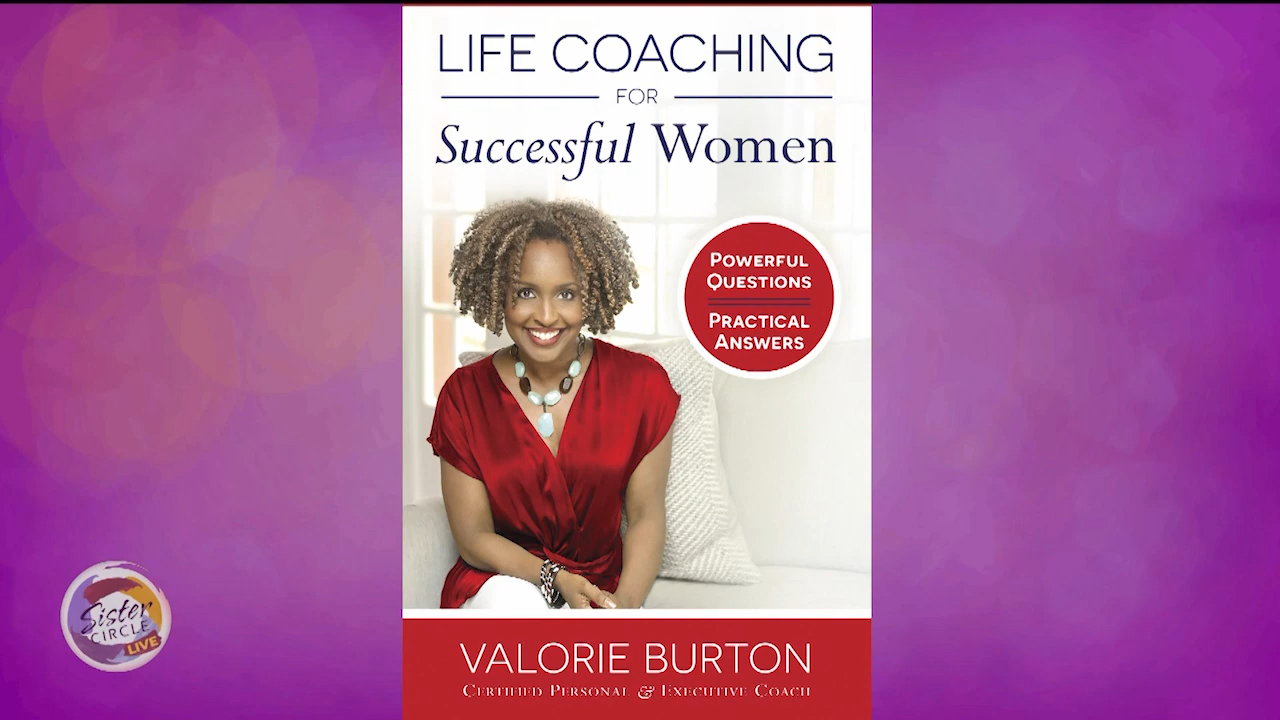 LIFE COACHING
FOR
Successful Women
POWERFUL
QUESTIONS
PRACTICAL
ANSWERS
Sister
CIRCLE
LIVE
VALORIE BURTON
CERTIFIED PERSONAL & EXECUTIVE COACH